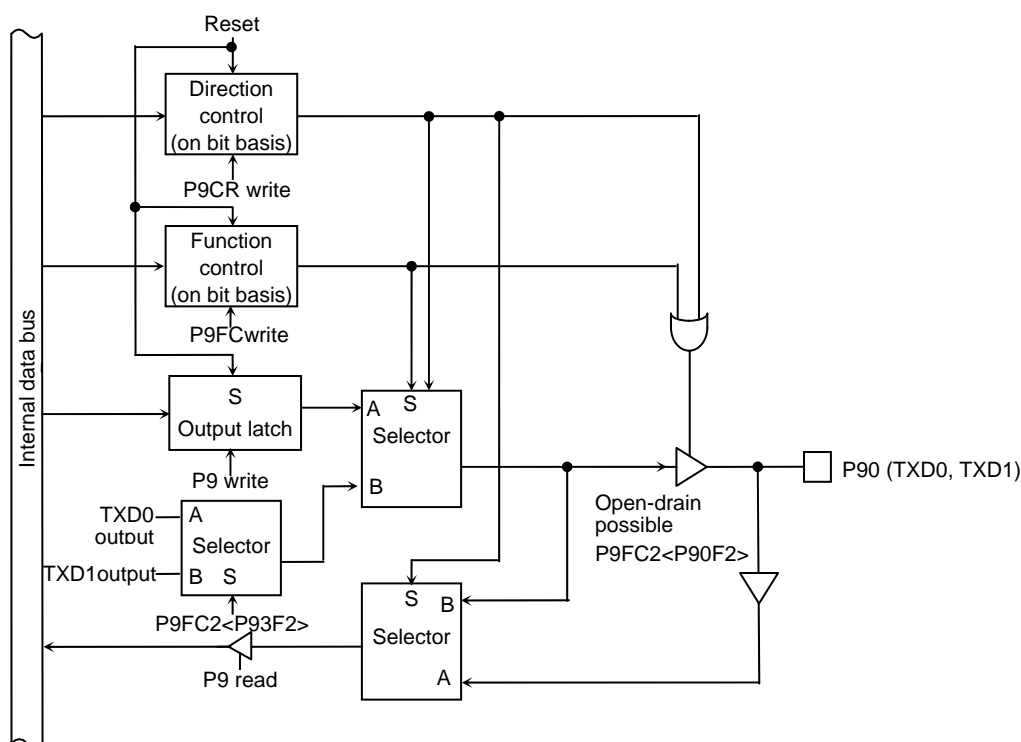 Reset
Direction
control
(on bit basis)
P9CR write
Function
control
(on bit basis)
P9FCwrite
Internal data bus
S
Output latch
P9 write
A
S
Selector
B
TXD0
output
TXD1output
A
Selector
B S
P9FC2<P93F2>
P9 read
S
B
Selector
A
Open-drain
possible
P9FC2<P90F2>
P90 (TXD0, TXD1)